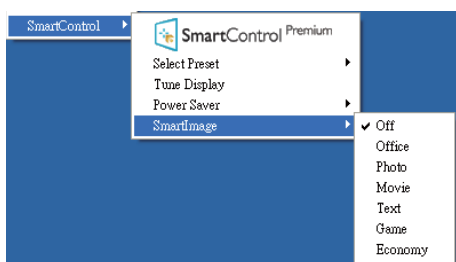 SmartControl
SmartControl Premium
Select Preset
Tune Display
Power Saver
SmartImage
Off
Office
Photo
Movie
Text
Game
Economy